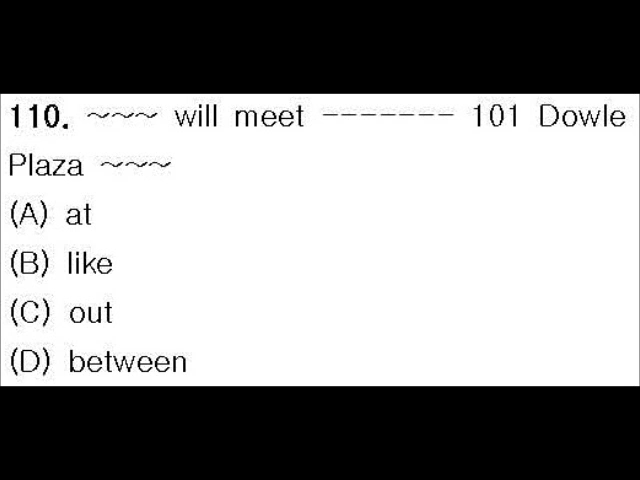 110. ~~~ will meet ------- 101 Dowle
Plaza ~~~
(A) at
(B) like
(C) out
(D) between